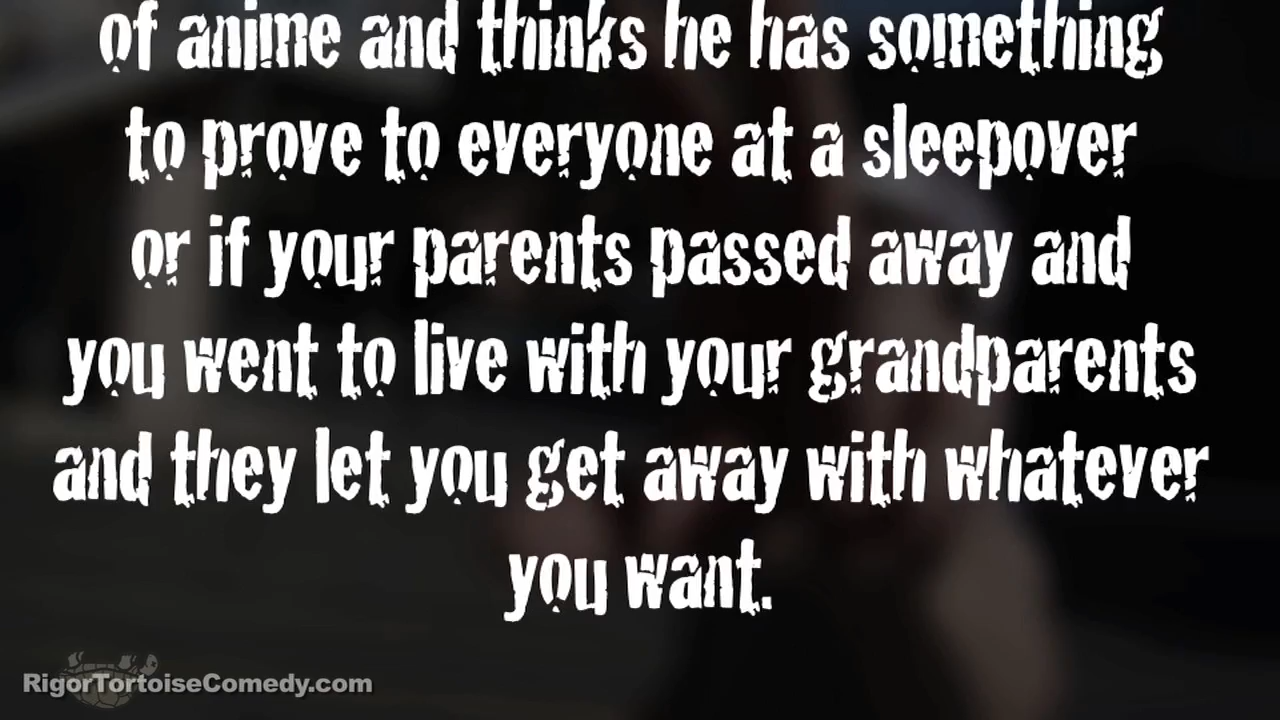 of anime and thinks he has something
to prove to everyone at a sleepover
or if your parents passed away and
you went to live with your grandparents
and they let you get away with whatever
you want.
RigorTortoiseComedy.com